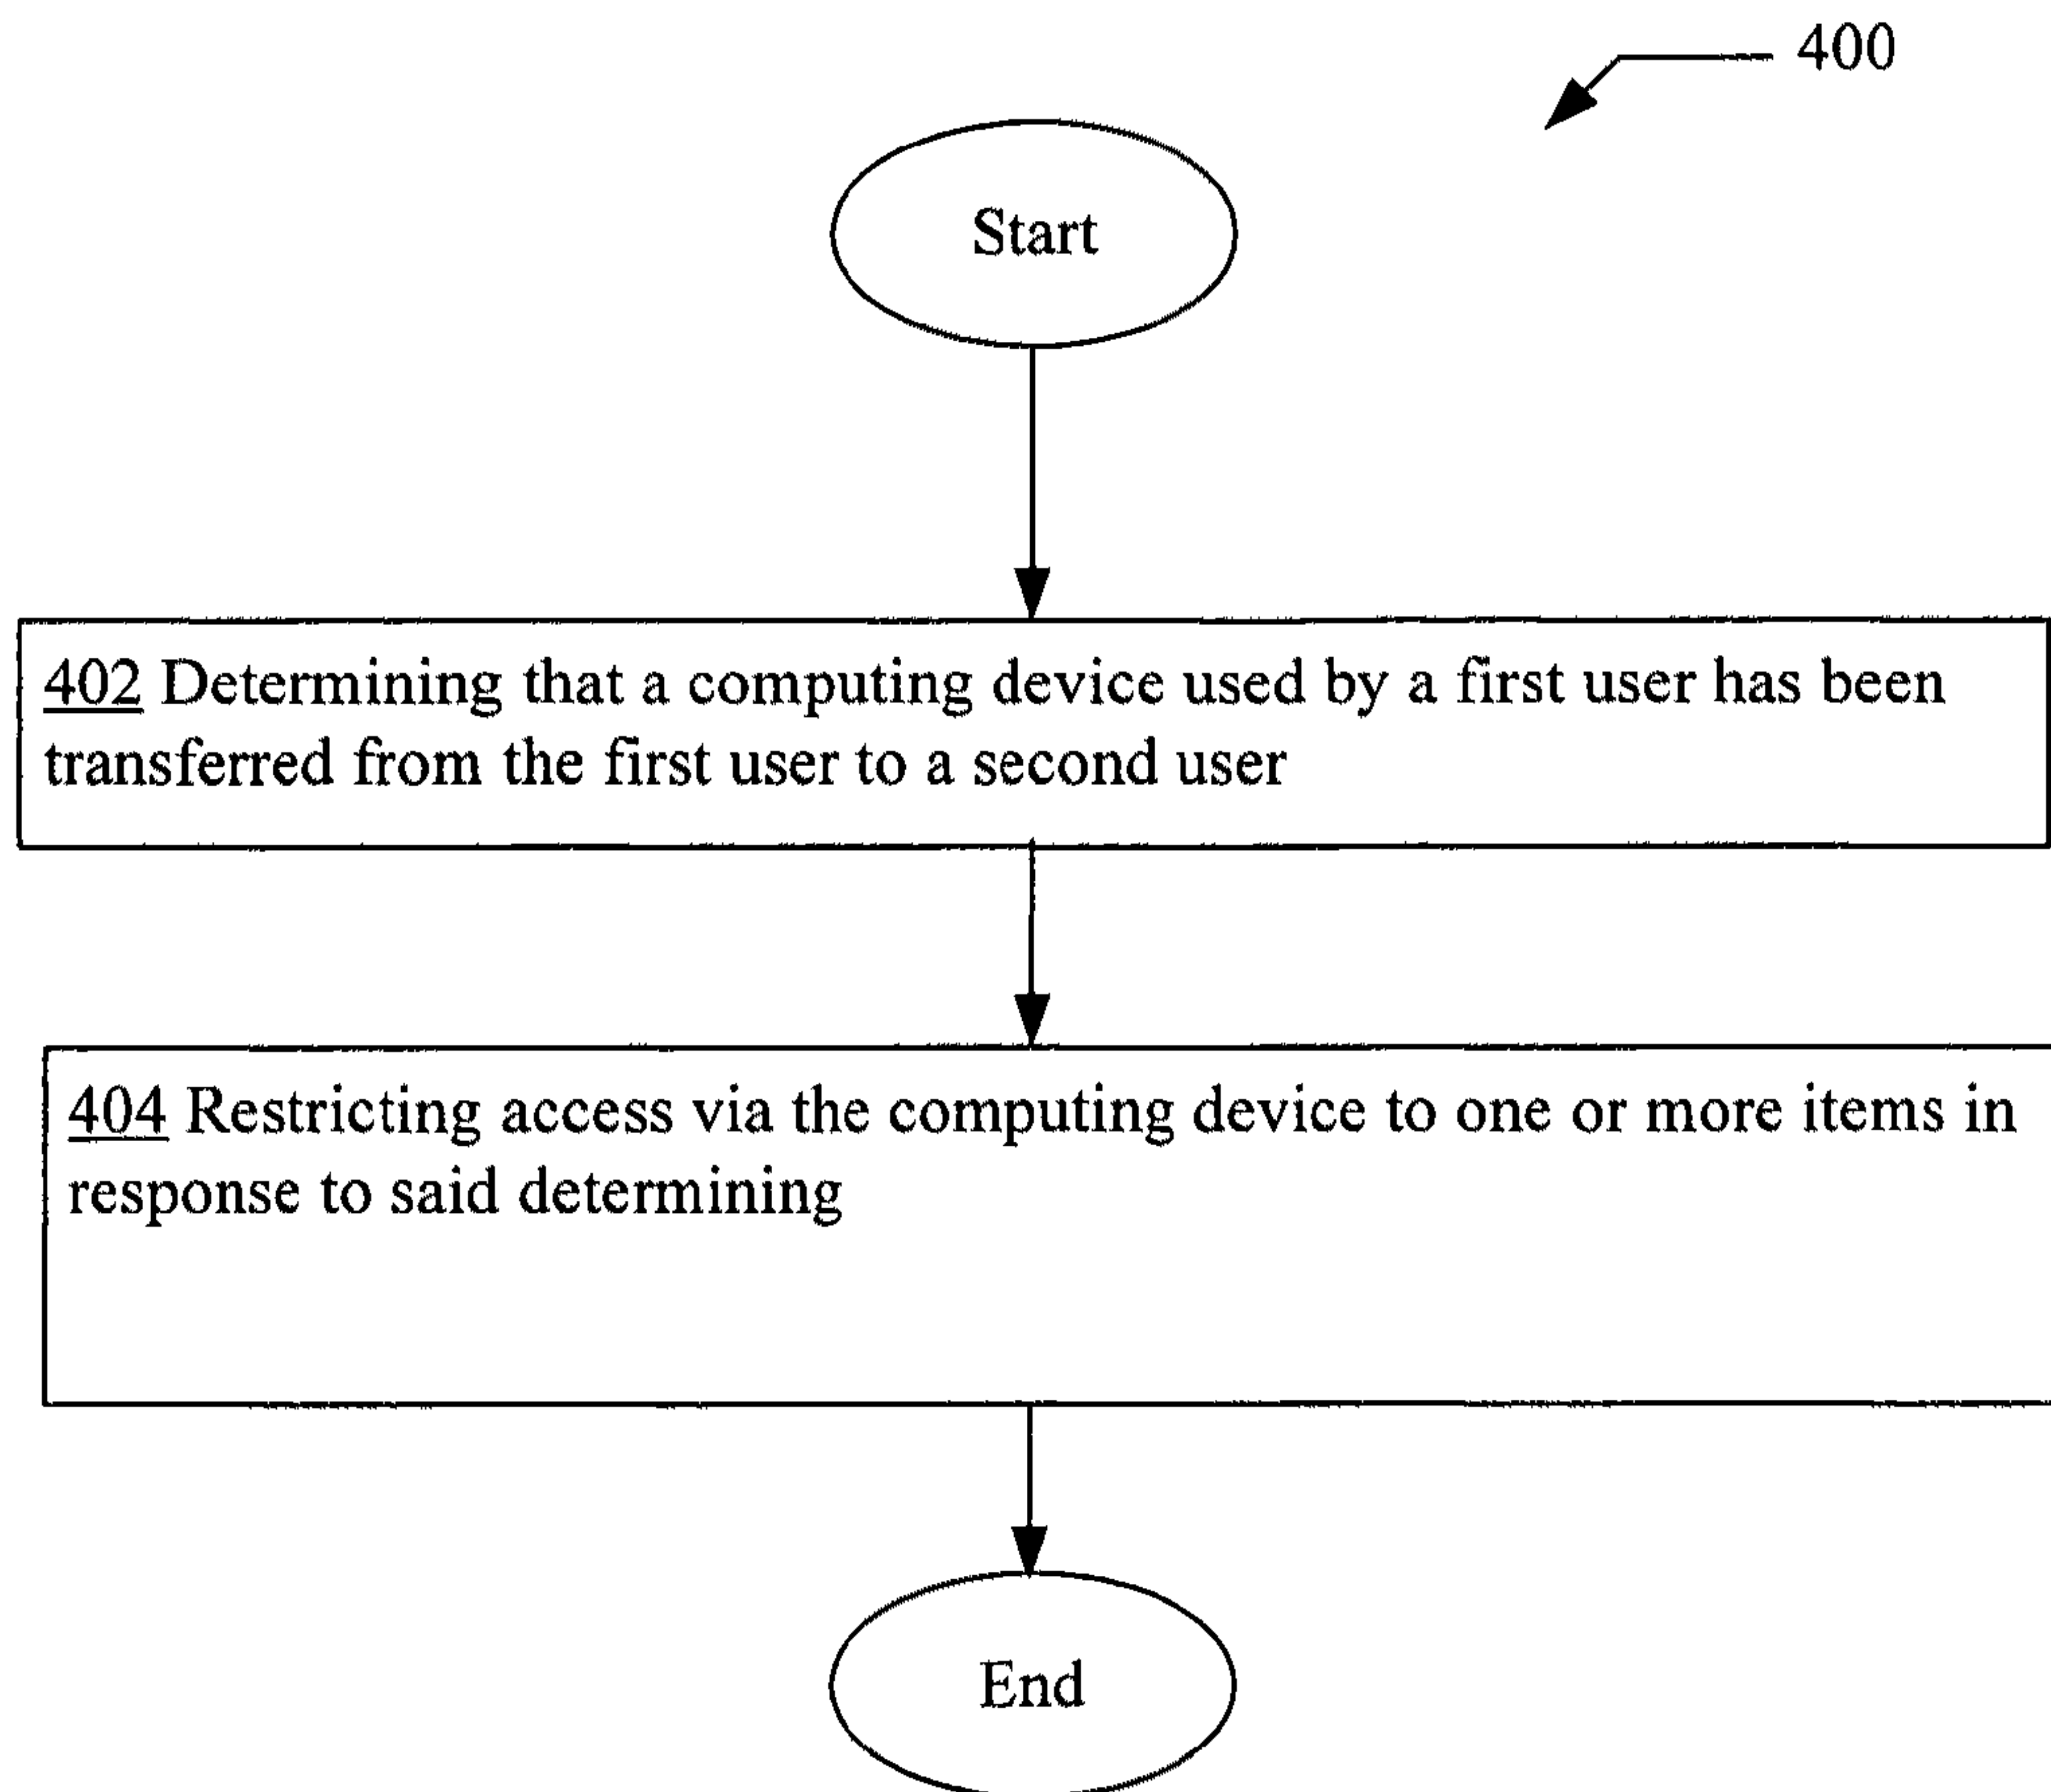 400
Start
402 Determining that a computing device used by a first user has been
transferred from the first user to a second user
404 Restricting access via the computing device to one or more items in
response to said determining
End